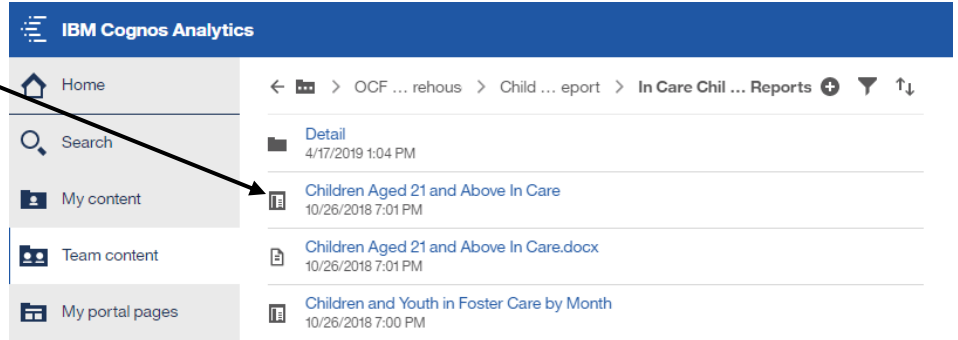 IBM Cognos Analytics
Home
Search
My content
Team content
My portal pages
OCF ... rehous > Child ... eport > In Care Chil ... Reports
Detail
4/17/2019 1:04 PM
Children Aged 21 and Above In Care
10/26/2018 7:01 PM
Children Aged 21 and Above In Care.docx
10/26/2018 7:01 PM
Children and Youth in Foster Care by Month
10/26/2018 7:00 PM